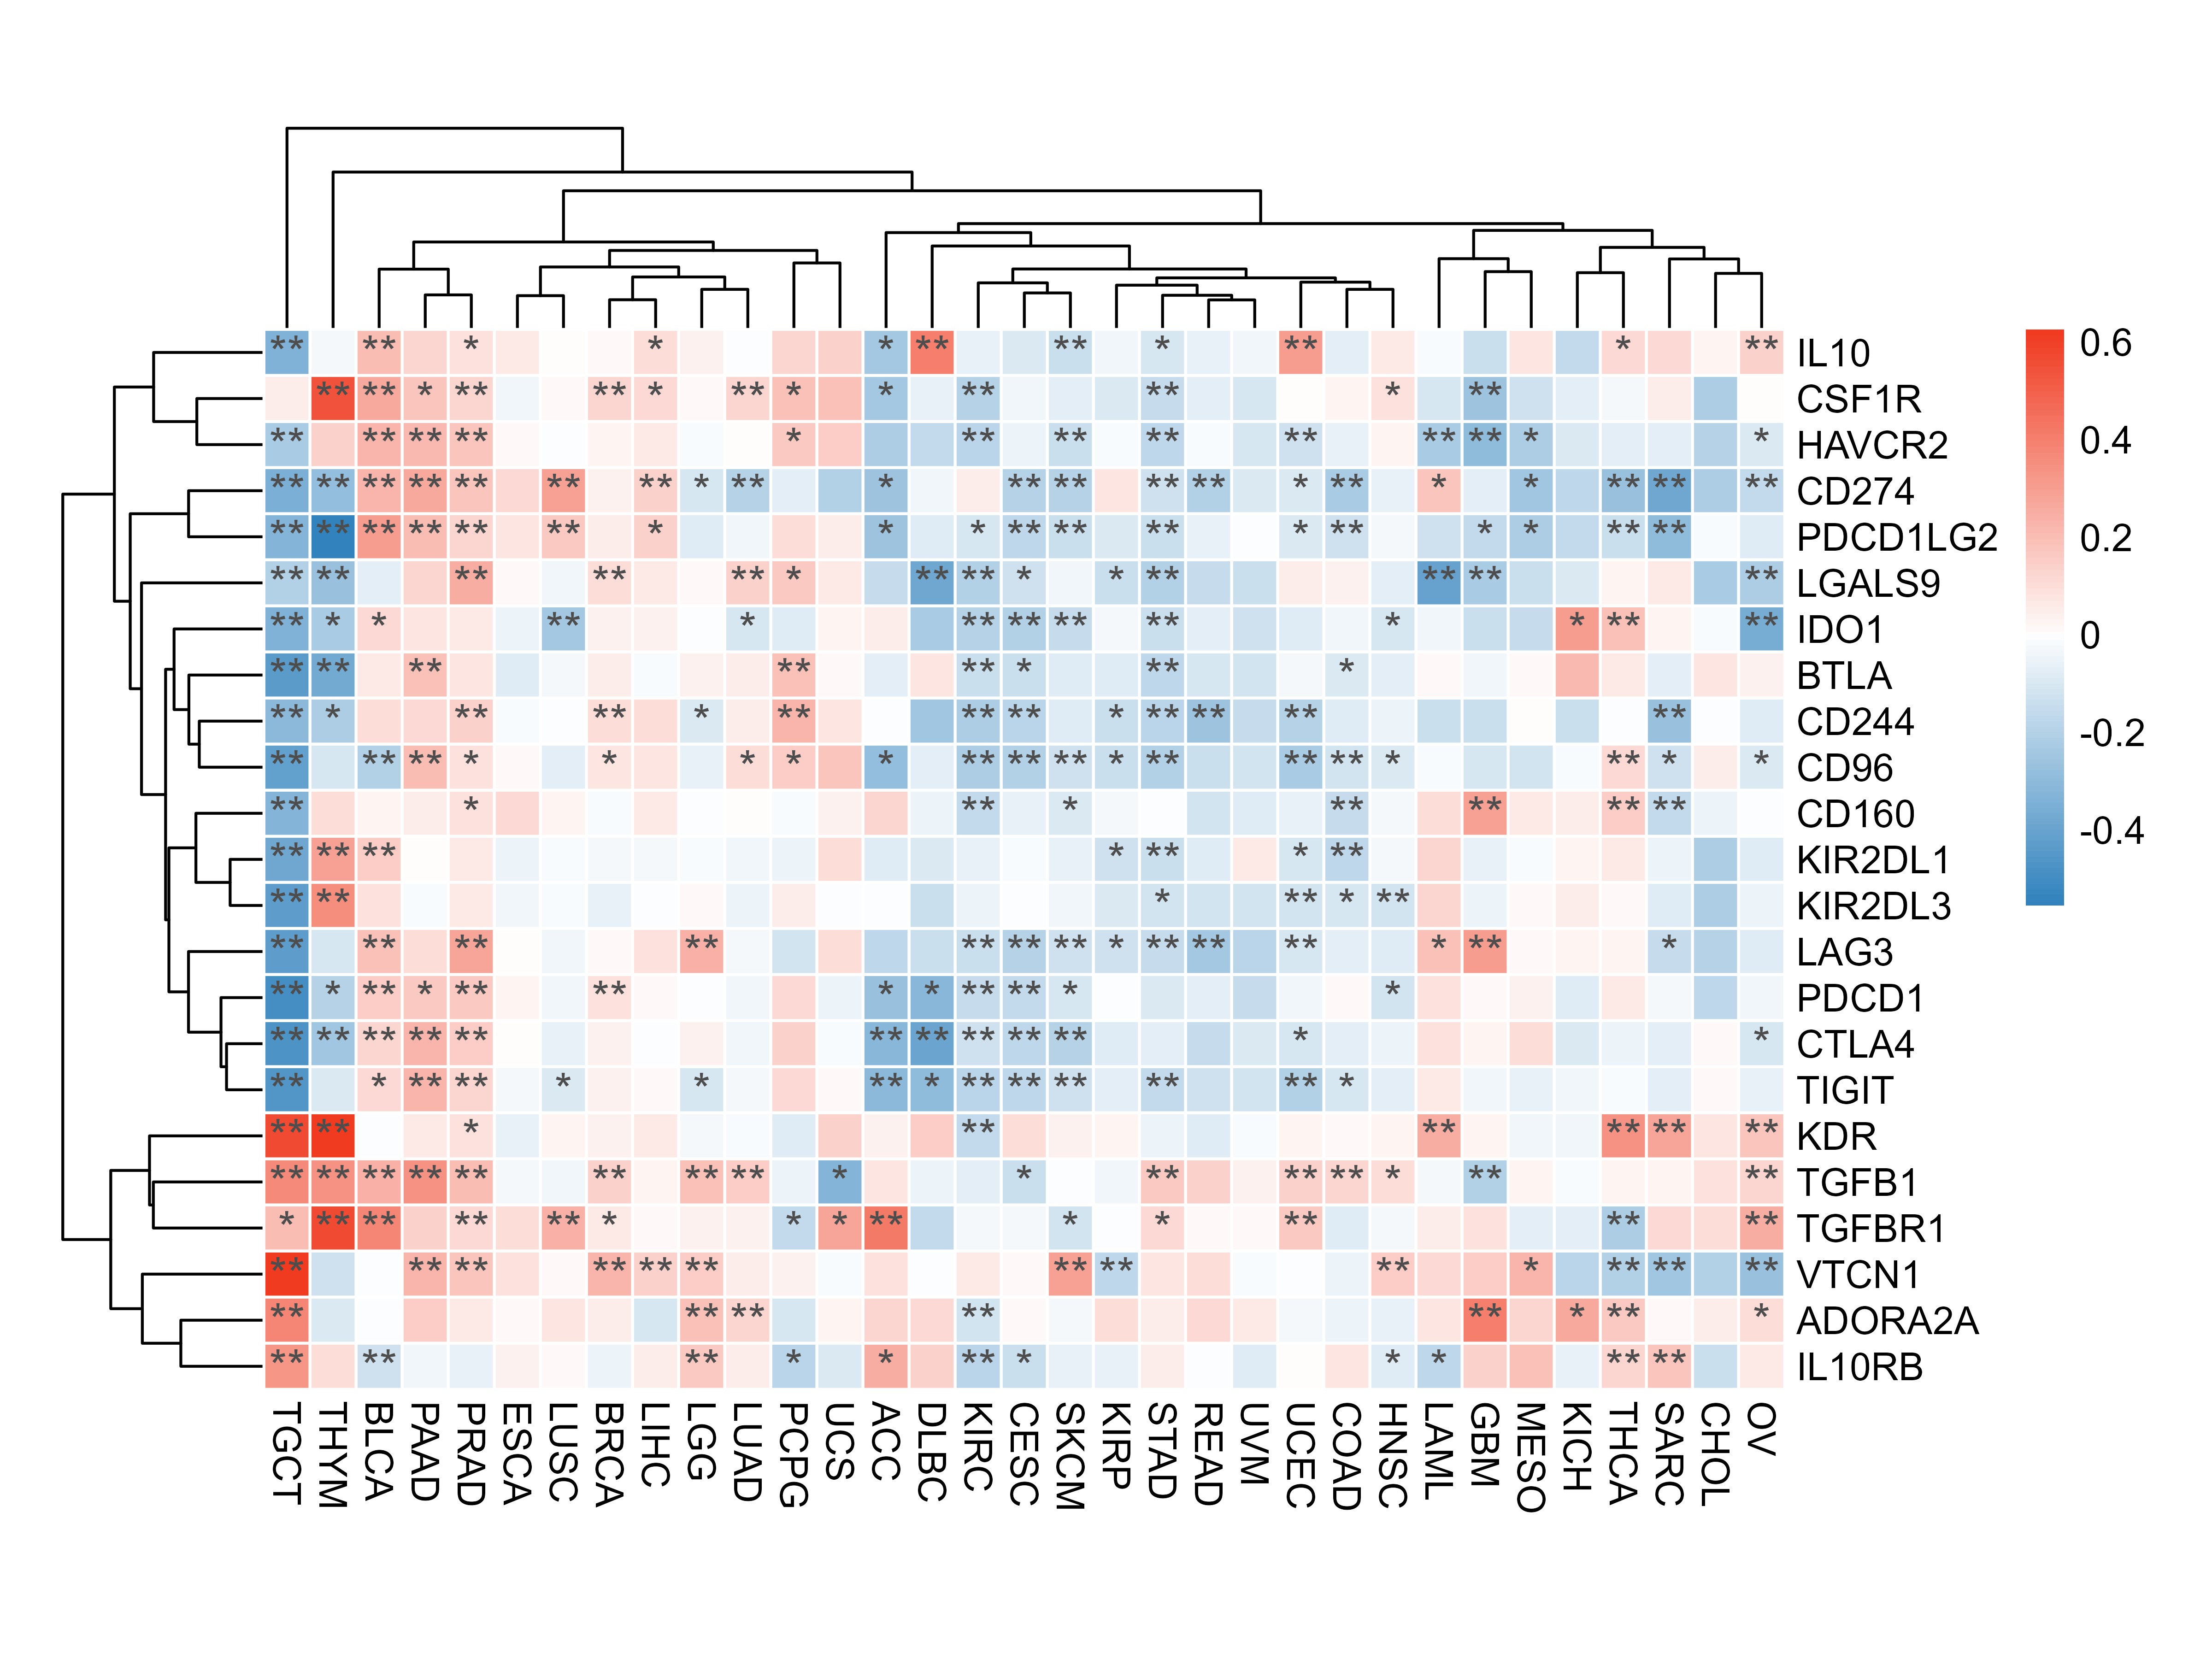 IL10
CSF1R
HAVCR2
CD274
PDCD1LG2
LGALS9
IDO1
BTLA
CD244
CD96
CD160
KIR2DL1
KIR2DL3
LAG3
PDCD1
CTLA4
TIGIT
KDR
TGFB1
TGFBR1
VTCN1
ADORA2A
IL10RB
0.6
0.4
0.2
0
-0.2
-0.4
TGCT
THYM
BLCA
PAAD
PRAD
ESCA
LUSC
BRCA
LIHC
LGG
LUAD
PCPG
UCS
ACC
DLBC
KIRC
CESC
SKCM
KIRP
STAD
READ
UVM
UCEC
COAD
HNSC
LAML
GBM
MESO
KICH
THCA
SARC
CHOL
OV